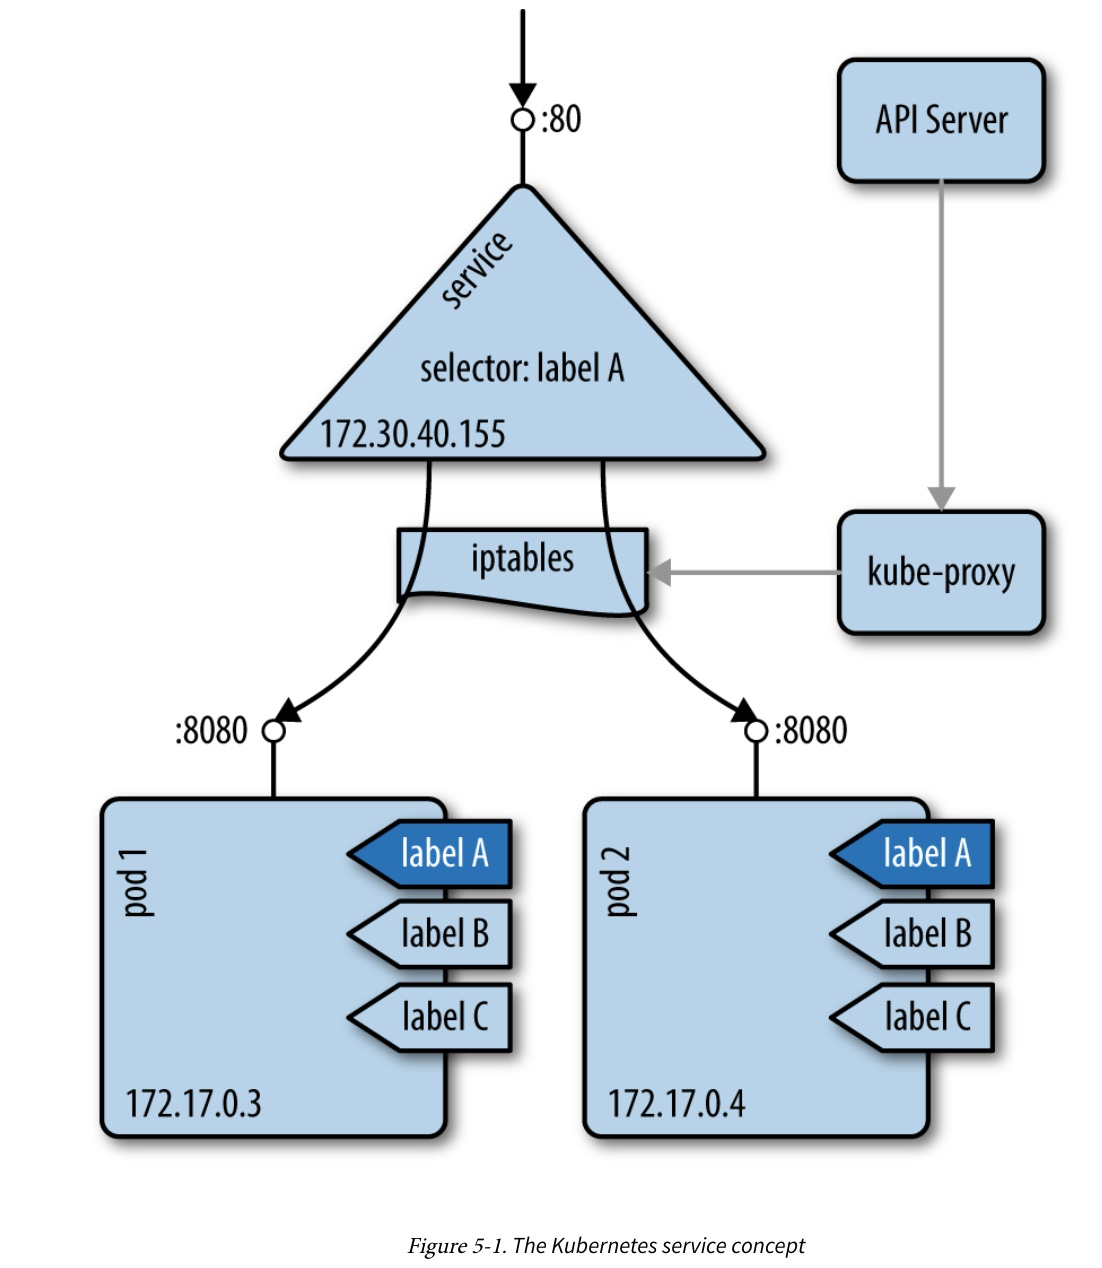 :80
API Server
service
selector: label A
172.30.40.155
iptables
kube-proxy
:8080
:8080
pod 1
label A
label B
label C
172.17.0.3
pod 2
label A
label B
label C
172.17.0.4
Figure 5-1. The Kubernetes service concept